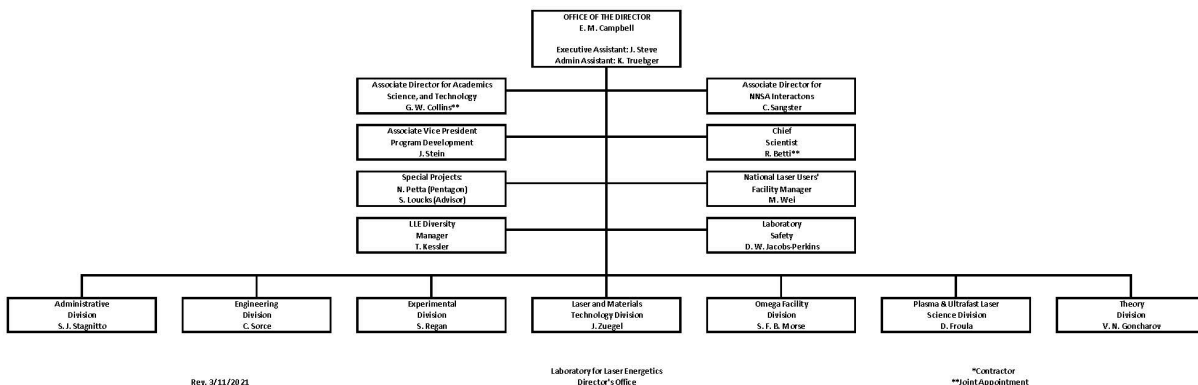 OFFICE OF THE DIRECTOR
E. M. Campbell
Executive Assistant: J. Steve
Admin Assistant: K. Truebger
Associate Director for Academics
Science, and Technology
G. W. Collins**
Associate Director for
NNSA Interactons
C. Sangster
Associate Vice President
Program Development
J. Stein
Chief
Scientist
R. Betti**
Special Projects:
N. Petta (Pentagon)
S. Loucks (Advisor)
National Laser Users'
Facility Manager
M. Wei
LLE Diversity
Manager
T. Kessler
Laboratory
Safety
D. W. Jacobs-Perkins
Administrative
Division
S. J. Stagnitto
Engineering
Division
C. Sorce
Experimental
Division
S. Regan
Laser and Materials
Technology Division
J. Zuegel
Omega Facility
Division
S. F. B. Morse
Plasma & Ultrafast Laser
Science Division
D. Froula
Theory
Division
V. N. Goncharov
Rev. 3/11/2021
Laboratory for Laser Energetics
Director's Office
*Contractor
**Joint Appointment